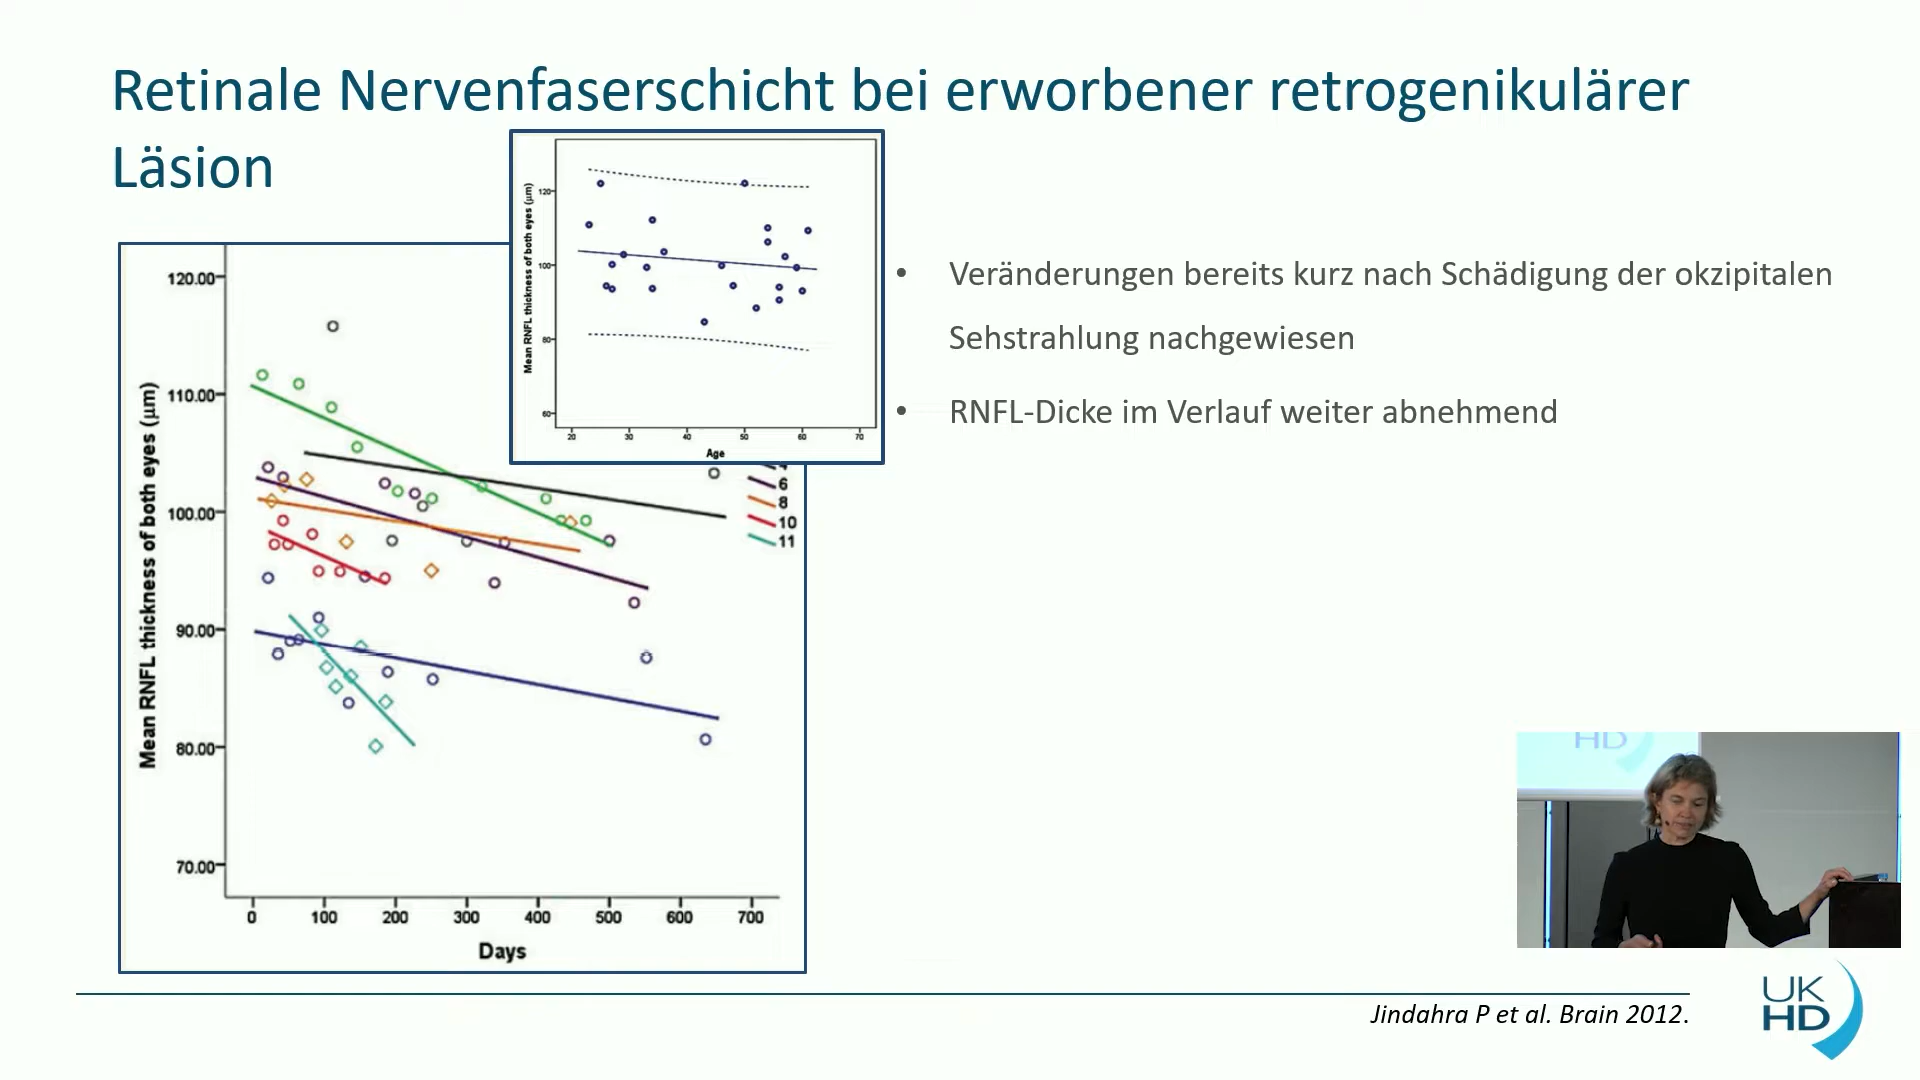 Retinale Nervenfaserschicht bei erworbener retrogenikulärer
Läsion
Mean RNFL thickness of both eyes (µm)
120
100
80
60
20 30 40 50 60 70
Age
Mean RNFL thickness of both eyes (µm)
120.00
110.00
100.00
90.00
80.00
70.00
0 100 200 300 400 500 600 700
Days
6
8
10
11
• Veränderungen bereits kurz nach Schädigung der okzipitalen
Sehstrahlung nachgewiesen
• RNFL-Dicke im Verlauf weiter abnehmend
HD
Jindahra P et al. Brain 2012.
UK
HD